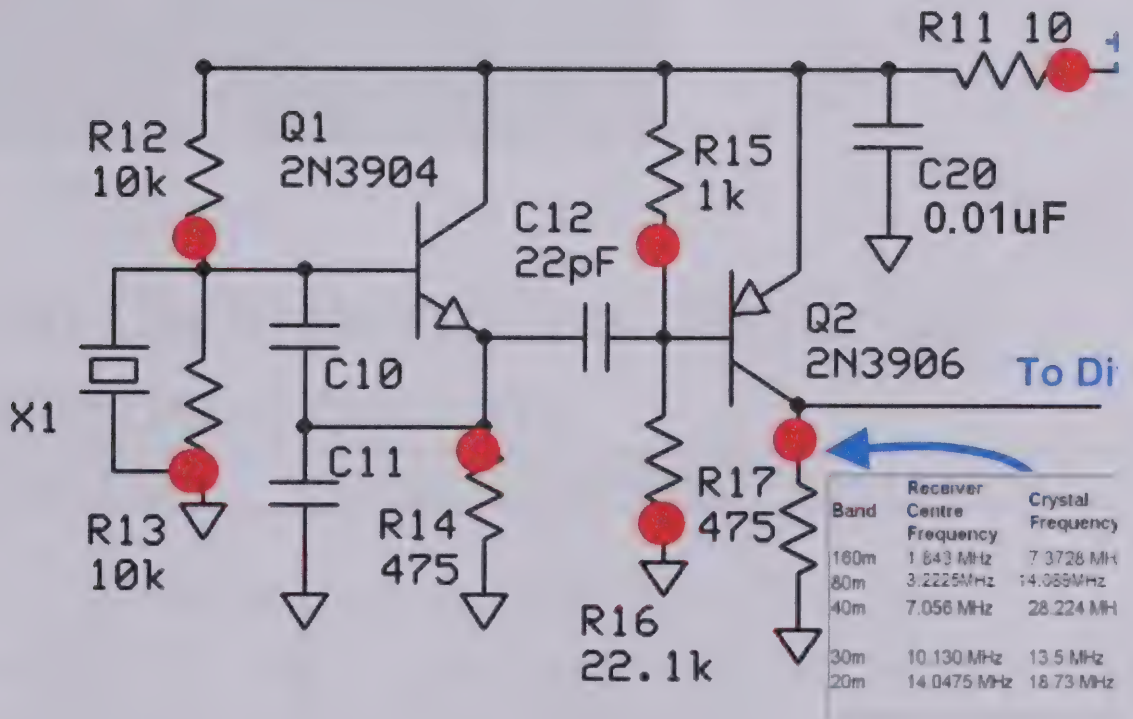 R11 10
R12
10k
Q1
2N3904
R15
1k
C20
0.01uF
C12
22pF
Q2
2N3906
To Di
X1
C10
C11
R13
10k
R14
475
R17
475
R16
22.1k
Band Receiver Centre Frequency Crystal Frequency
160m 1.843 MHz 7.3728 MH
80m 3.2225MHz 14.089MHz
40m 7.056 MHz 28.224 MH
30m 10.130 MHz 13.5 MHz
20m 14.0475 MHz 18.73 MHz